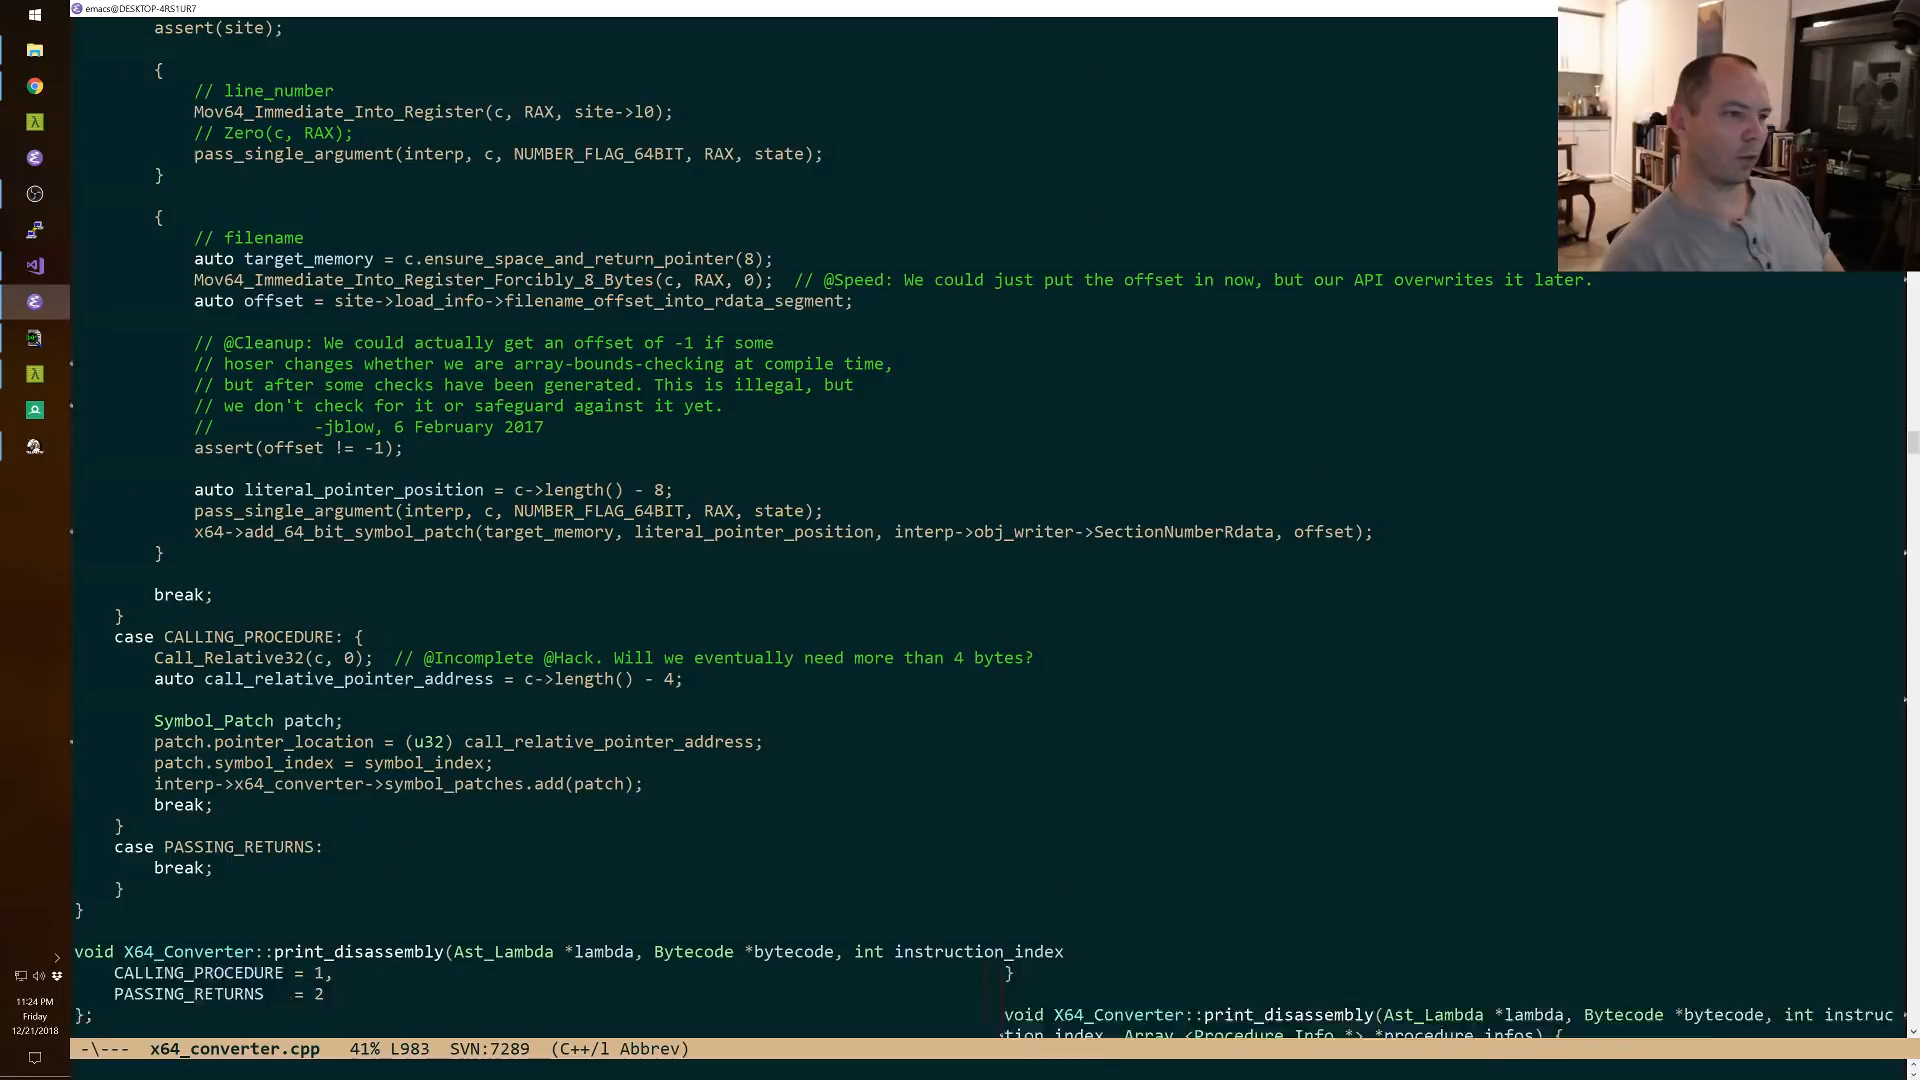 emacs@DESKTOP-4RS1UR7
assert(site);
{
// line_number
Mov64_Immediate_Into_Register(c, RAX, site->l0);
// Zero(c, RAX);
pass_single_argument(interp, c, NUMBER_FLAG_64BIT, RAX, state);
}
{
// filename
auto target_memory = c.ensure_space_and_return_pointer(8);
Mov64_Immediate_Into_Register_Forcibly_8_Bytes(c, RAX, 0);  // @Speed: We could just put the offset in now, but our API overwrites it later.
auto offset = site->load_info->filename_offset_into_rdata_segment;
// @Cleanup: We could actually get an offset of -1 if some
// hoser changes whether we are array-bounds-checking at compile time,
// but after some checks have been generated. This is illegal, but
// we don't check for it or safeguard against it yet.
//          -jblow, 6 February 2017
assert(offset != -1);
auto literal_pointer_position = c->length() - 8;
pass_single_argument(interp, c, NUMBER_FLAG_64BIT, RAX, state);
x64->add_64_bit_symbol_patch(target_memory, literal_pointer_position, interp->obj_writer->SectionNumberRdata, offset);
}
break;
}
case CALLING_PROCEDURE: {
Call_Relative32(c, 0);  // @Incomplete @Hack. Will we eventually need more than 4 bytes?
auto call_relative_pointer_address = c->length() - 4;
Symbol_Patch patch;
patch.pointer_location = (u32) call_relative_pointer_address;
patch.symbol_index = symbol_index;
interp->x64_converter->symbol_patches.add(patch);
break;
}
case PASSING_RETURNS:
break;
}
}
void X64_Converter::print_disassembly(Ast_Lambda *lambda, Bytecode *bytecode, int instruction_index
CALLING_PROCEDURE = 1,
}
PASSING_RETURNS   = 2
};
void X64_Converter::print_disassembly(Ast_Lambda *lambda, Bytecode *bytecode, int instruc
tion_index, Array <Procedure_Info *> *procedure_infos) {
-\---  x64_converter.cpp   41% L983  SVN:7289  (C++/l Abbrev)
11:24 PM
Friday
12/21/2018